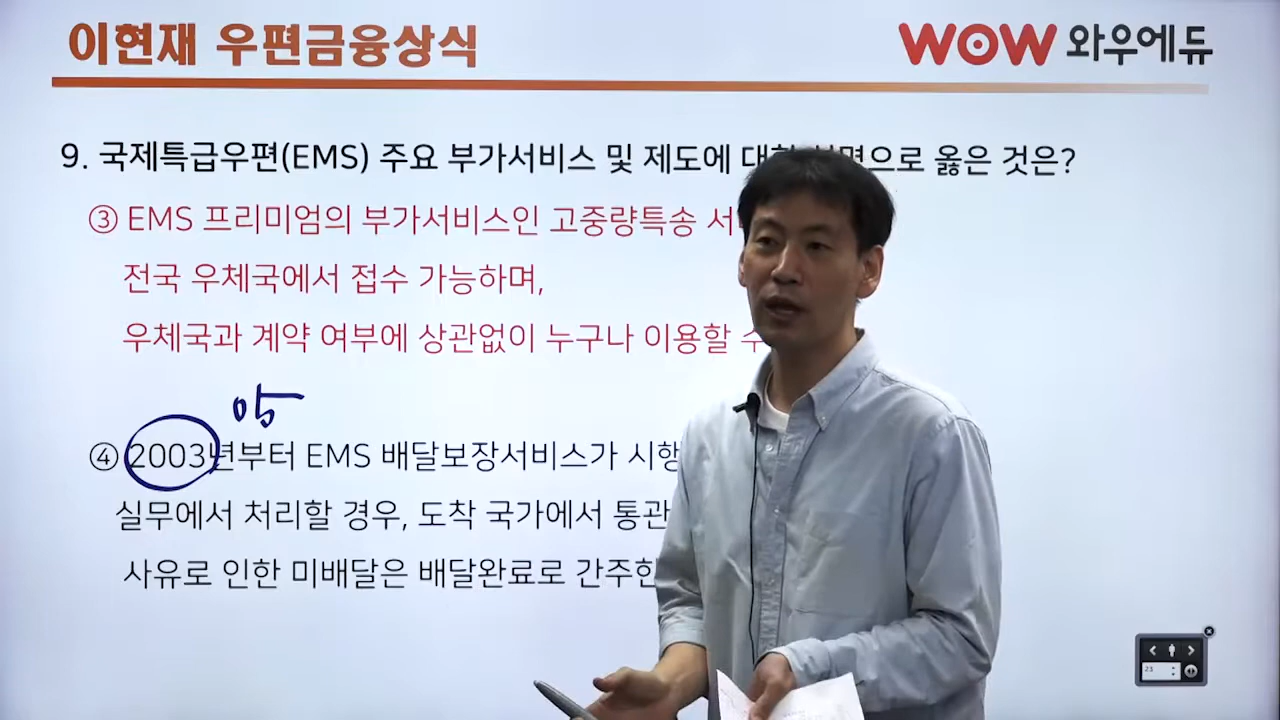 이현재 우편금융상식
WOW 와우에듀
9. 국제특급우편(EMS) 주요 부가서비스 및 제도에 대한 설명으로 옳은 것은?
③ EMS 프리미엄의 부가서비스인 고중량특송
전국 우체국에서 접수 가능하며,
우체국과 계약 여부에 상관없이 누구나 이용할 수
05
④ 2003년부터 EMS 배달보장서비스가
실무에서 처리할 경우, 도착 국가에서 통관
사유로 인한 미배달은 배달완료로
23